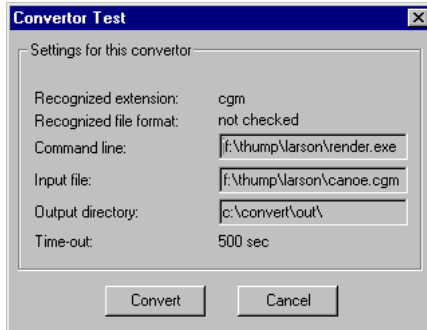 Convertor Test
Settings for this convertor
Recognized extension: cgm
Recognized file format: not checked
Command line: f:\thump\larson\render.exe
Input file: f:\thump\larson\canoe.cgm
Output directory: c:\convert\out\
Time-out: 500 sec
Convert Cancel